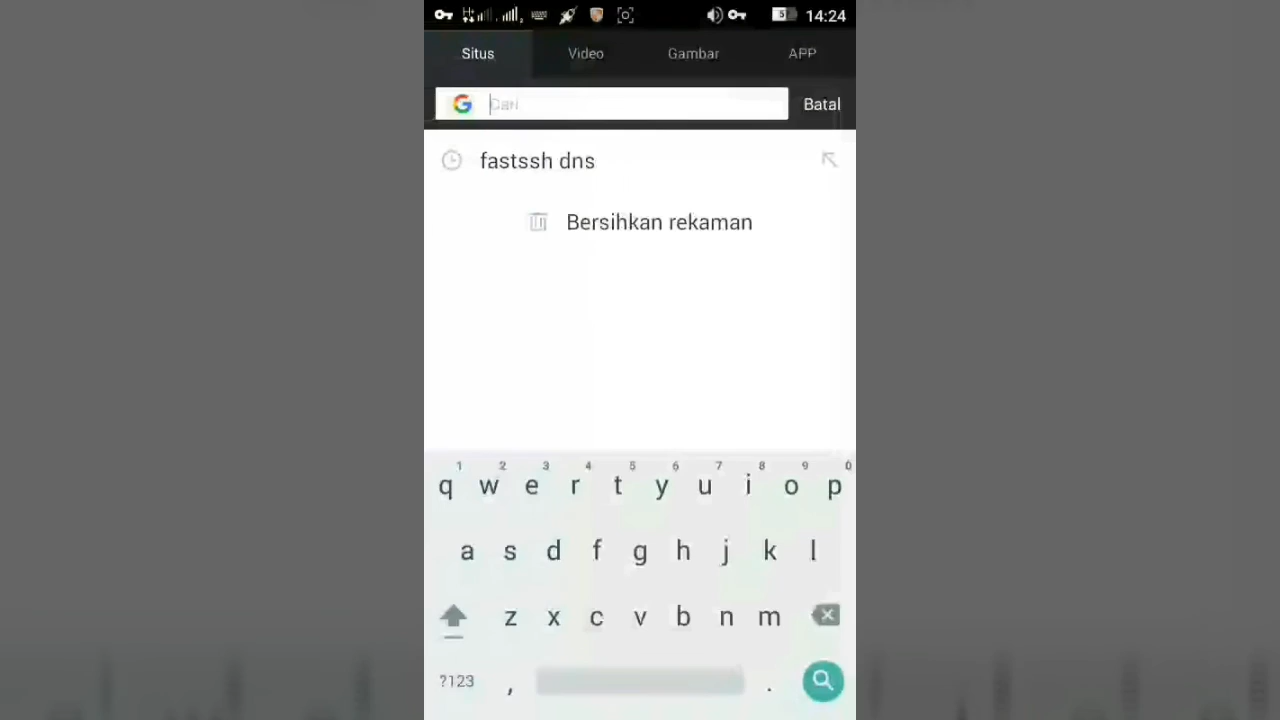 5 14:24
Situs Video Gambar APP
G Cari Batal
fastssh dns
Bersihkan rekaman
1 2 3 4 5 6 7 8 9 0
q w e r t y u i o p
a s d f g h j k l
z x c v b n m
?123 , .